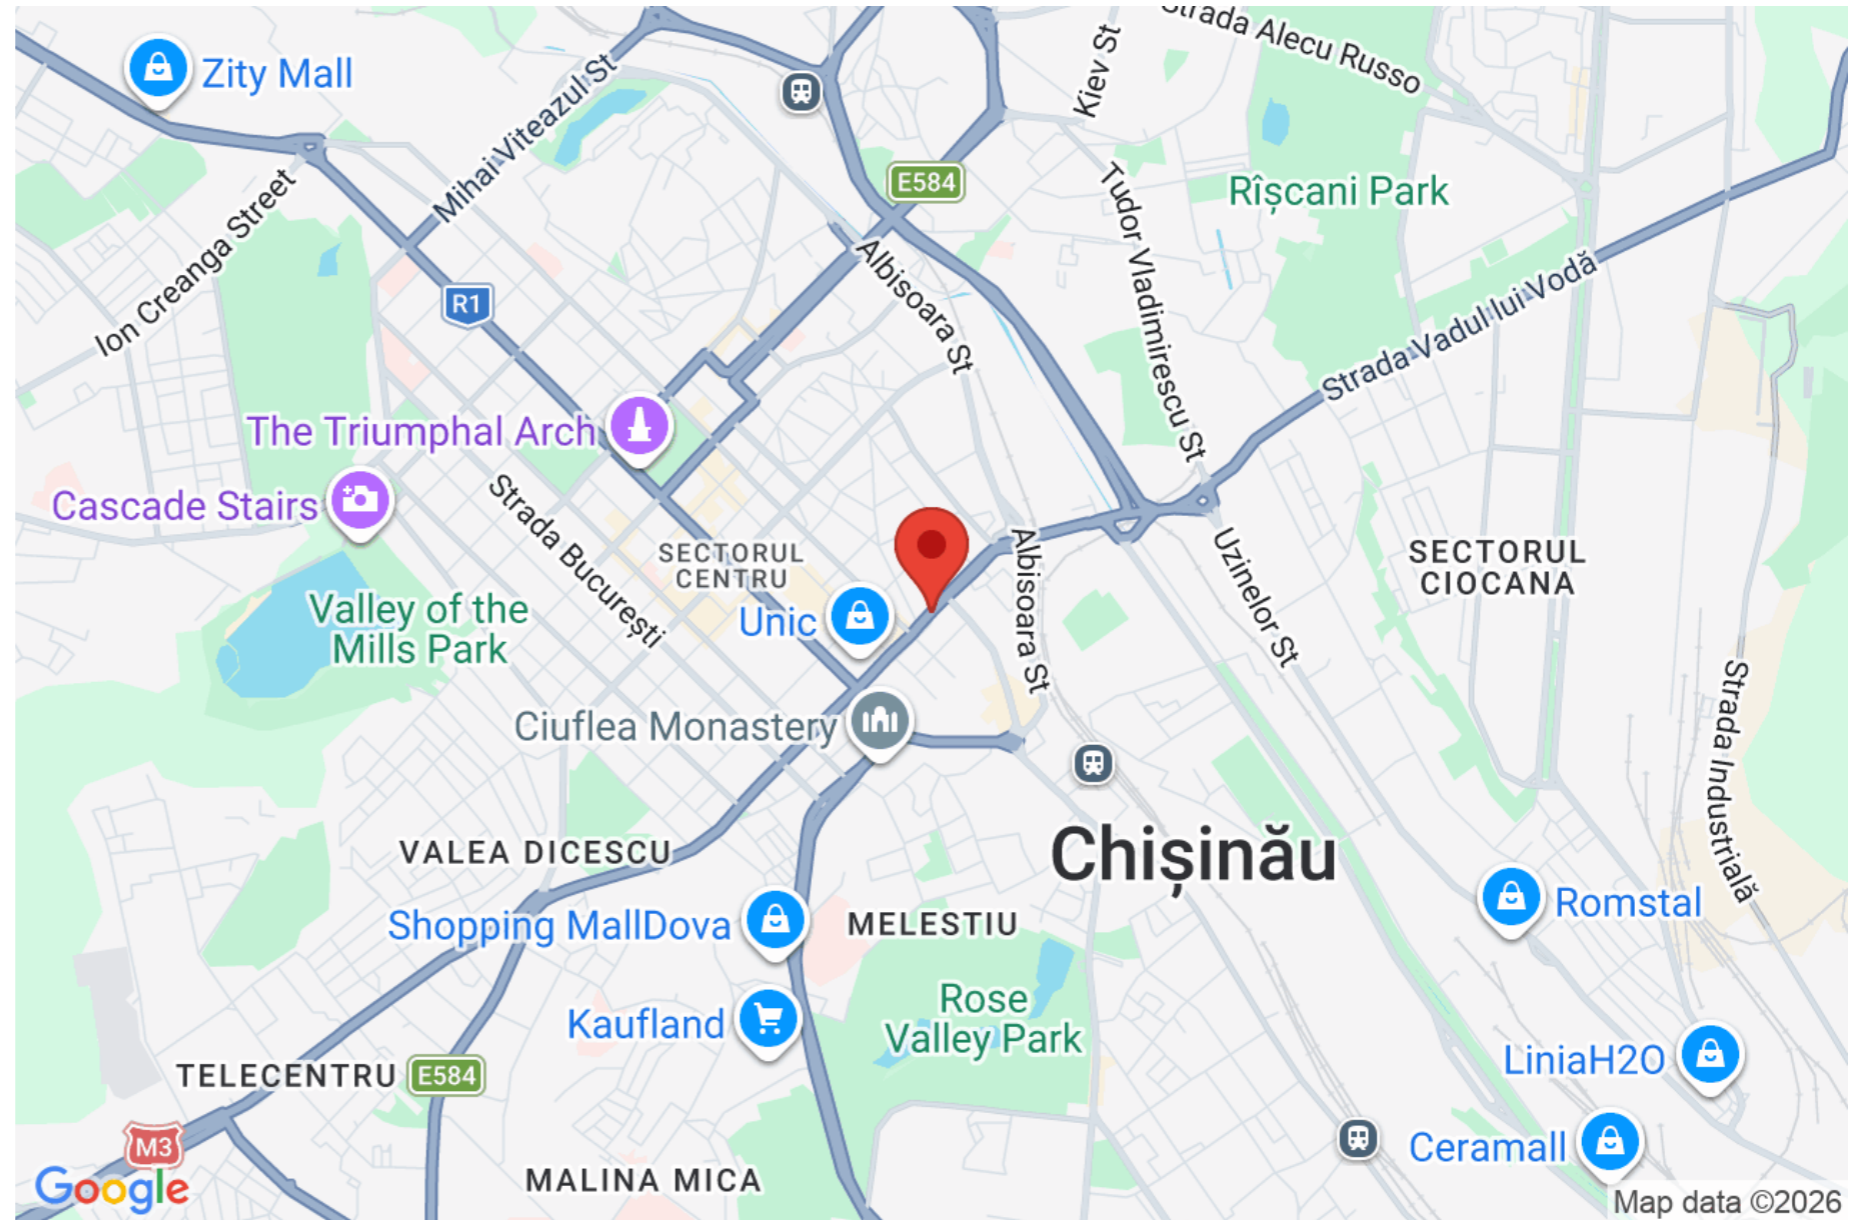 Strada Alecu Russo
Zity Mall
Kiev St
Mihai Viteazul St
E584
Rîșcani Park
Tudor Vladimirescu St
Ion Creanga Street
Albisoara St
R1
Strada Vadul lui Vodă
The Triumphal Arch
Cascade Stairs
Strada București
SECTORUL
CENTRU
Albisoara St
Uzinelor St
SECTORUL
CIOCANA
Valley of the
Mills Park
Unic
Strada Industrială
Ciuflea Monastery
Chișinău
VALEA DICESCU
Romstal
Shopping MallDova
MELESTIU
Rose
Valley Park
Kaufland
LiniaH2O
TELECENTRU
E584
M3
Ceramall
MALINA MICA
Google
Map data ©2026